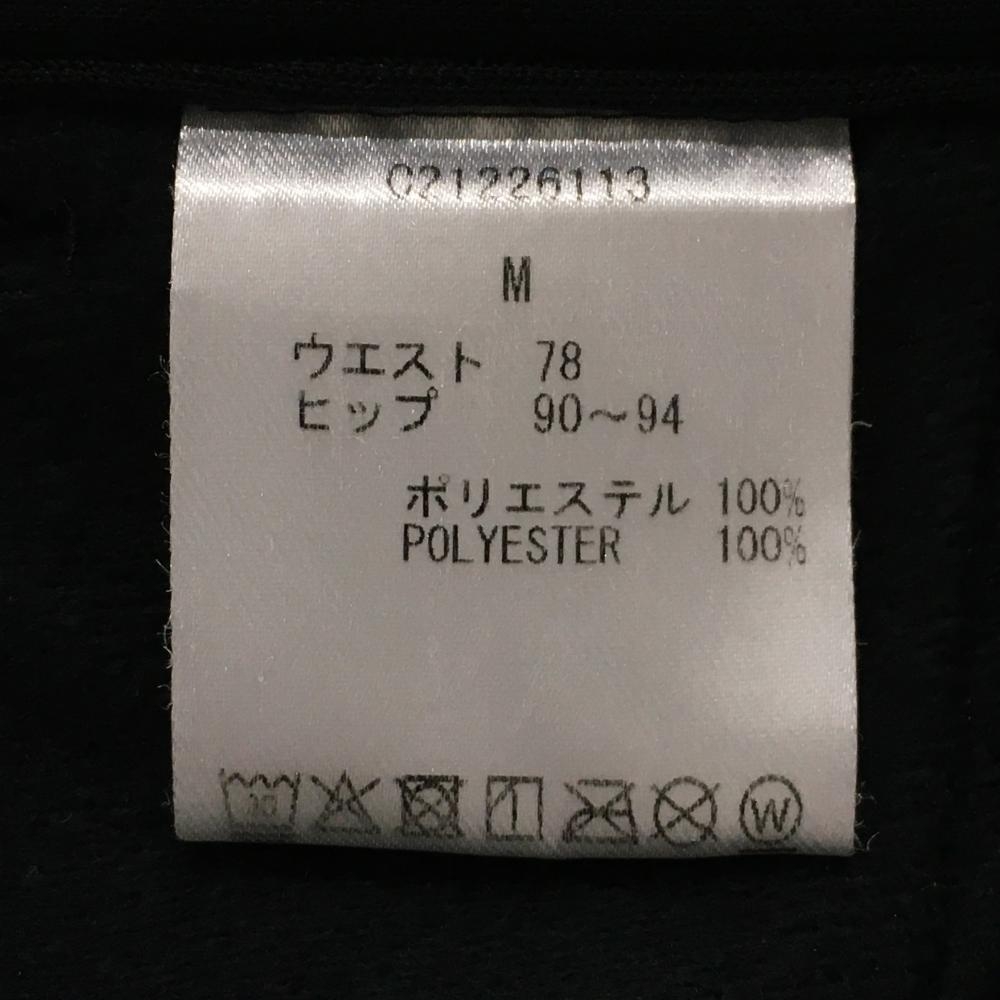 021226113
M
ウエスト 78
ヒップ 90～94
ポリエステル 100%
POLYESTER 100%
W